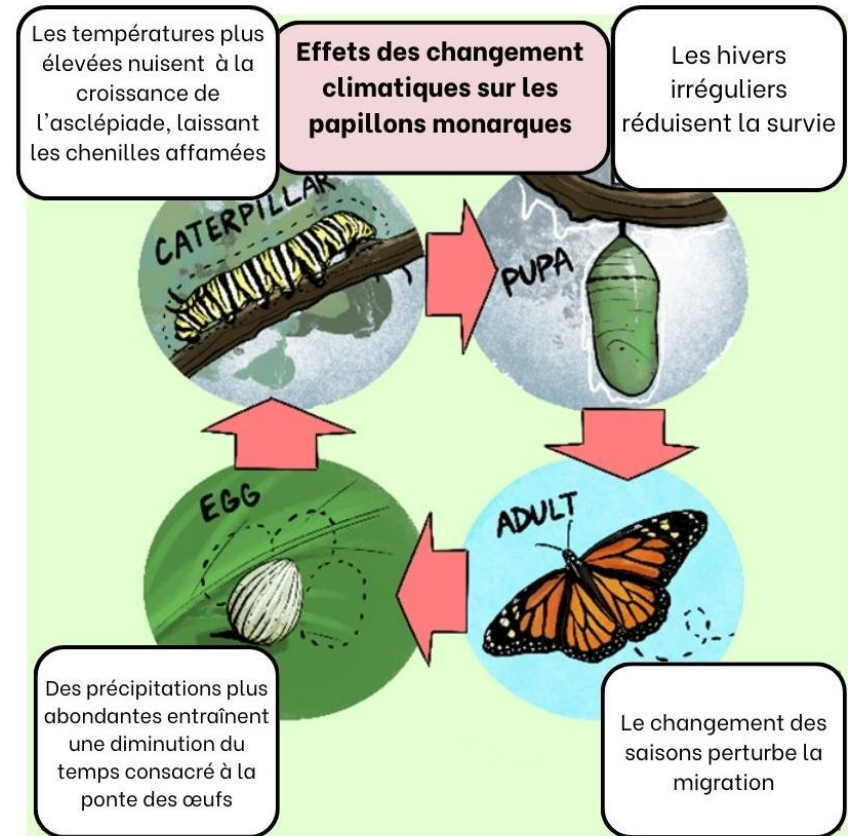 Les températures plus
élevées nuisent à la
croissance de
l'asclépiade, laissant
les chenilles affamées
Effets des changement
climatiques sur les
papillons monarques
Les hivers
irréguliers
réduisent la survie
CATERPILLAR
PUPA
EGG
ADULT
Des précipitations plus
abondantes entraînent
une diminution du
temps consacré à la
ponte des œufs
Le changement des
saisons perturbe la
migration